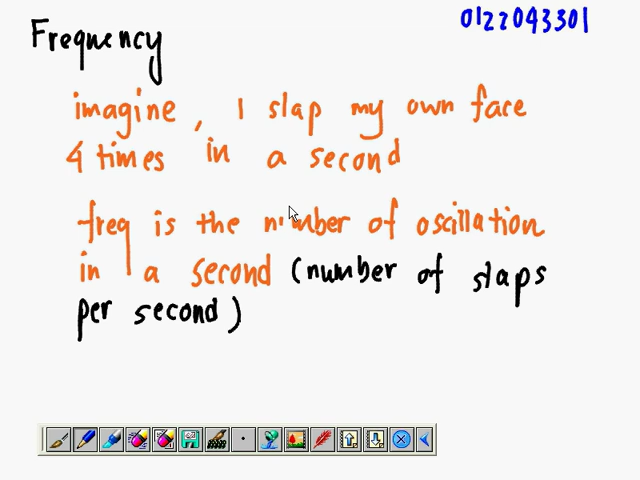 Frequency
0122043301
imagine, I slap my own face
4 times in a second
freq is the number of oscillation
in a second (number of slaps
per second)